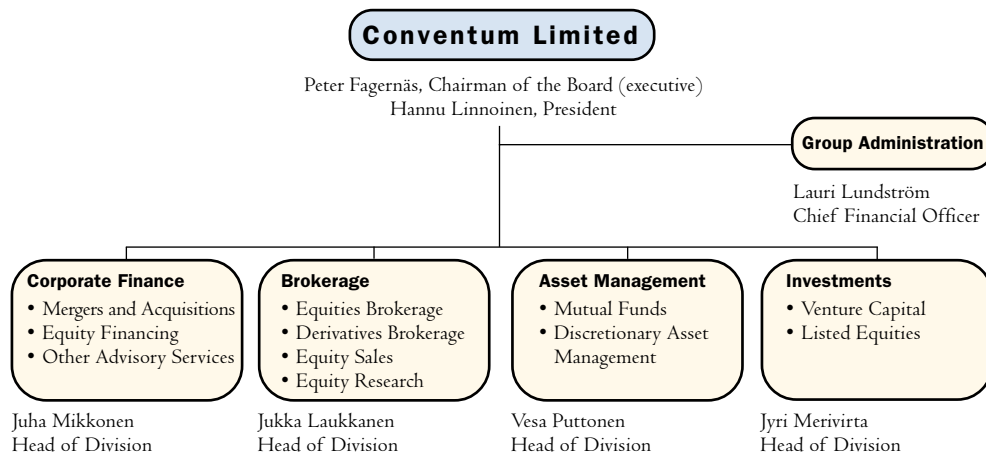 Conventum Limited
Peter Fagernäs, Chairman of the Board (executive)
Hannu Linnoinen, President
Group Administration
Lauri Lundström
Chief Financial Officer
Corporate Finance
• Mergers and Acquisitions
• Equity Financing
• Other Advisory Services
Juha Mikkonen
Head of Division
Brokerage
• Equities Brokerage
• Derivatives Brokerage
• Equity Sales
• Equity Research
Jukka Laukkanen
Head of Division
Asset Management
• Mutual Funds
• Discretionary Asset
Management
Vesa Puttonen
Head of Division
Investments
• Venture Capital
• Listed Equities
Jyri Merivirta
Head of Division